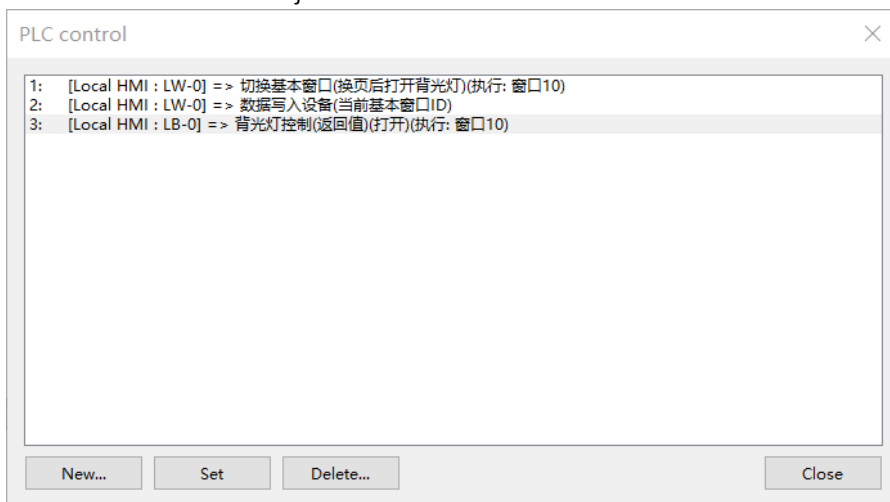 PLC control
1: [Local HMI : LW-0] => 切换基本窗口(换页后打开背光灯)(执行: 窗口10)
2: [Local HMI : LW-0] => 数据写入设备(当前基本窗口ID)
3: [Local HMI : LB-0] => 背光灯控制(返回值)(打开)(执行: 窗口10)
New... Set Delete... Close